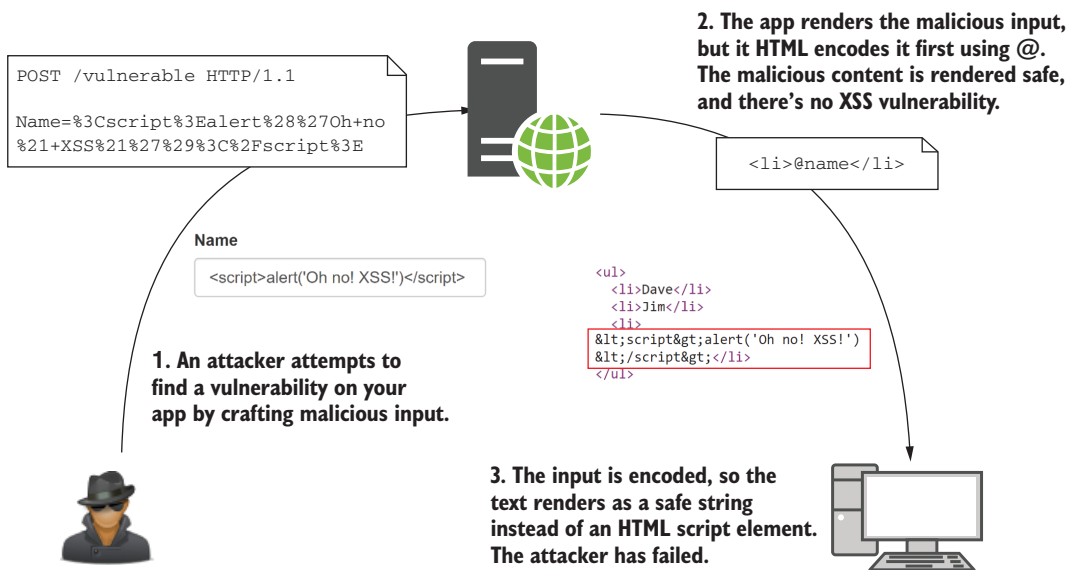 POST /vulnerable HTTP/1.1
Name=%3Cscript%3Ealert%28%27Oh+no
%21+XSS%21%27%29%3C%2Fscript%3E
2. The app renders the malicious input,
but it HTML encodes it first using @.
The malicious content is rendered safe,
and there's no XSS vulnerability.
<li>@name</li>
Name
<script>alert('Oh no! XSS!')</script>
1. An attacker attempts to
find a vulnerability on your
app by crafting malicious input.
<ul>
<li>Dave</li>
<li>Jim</li>
<li>
&lt;script&gt;alert('Oh no! XSS!')
&lt;/script&gt;</li>
</ul>
3. The input is encoded, so the
text renders as a safe string
instead of an HTML script element.
The attacker has failed.